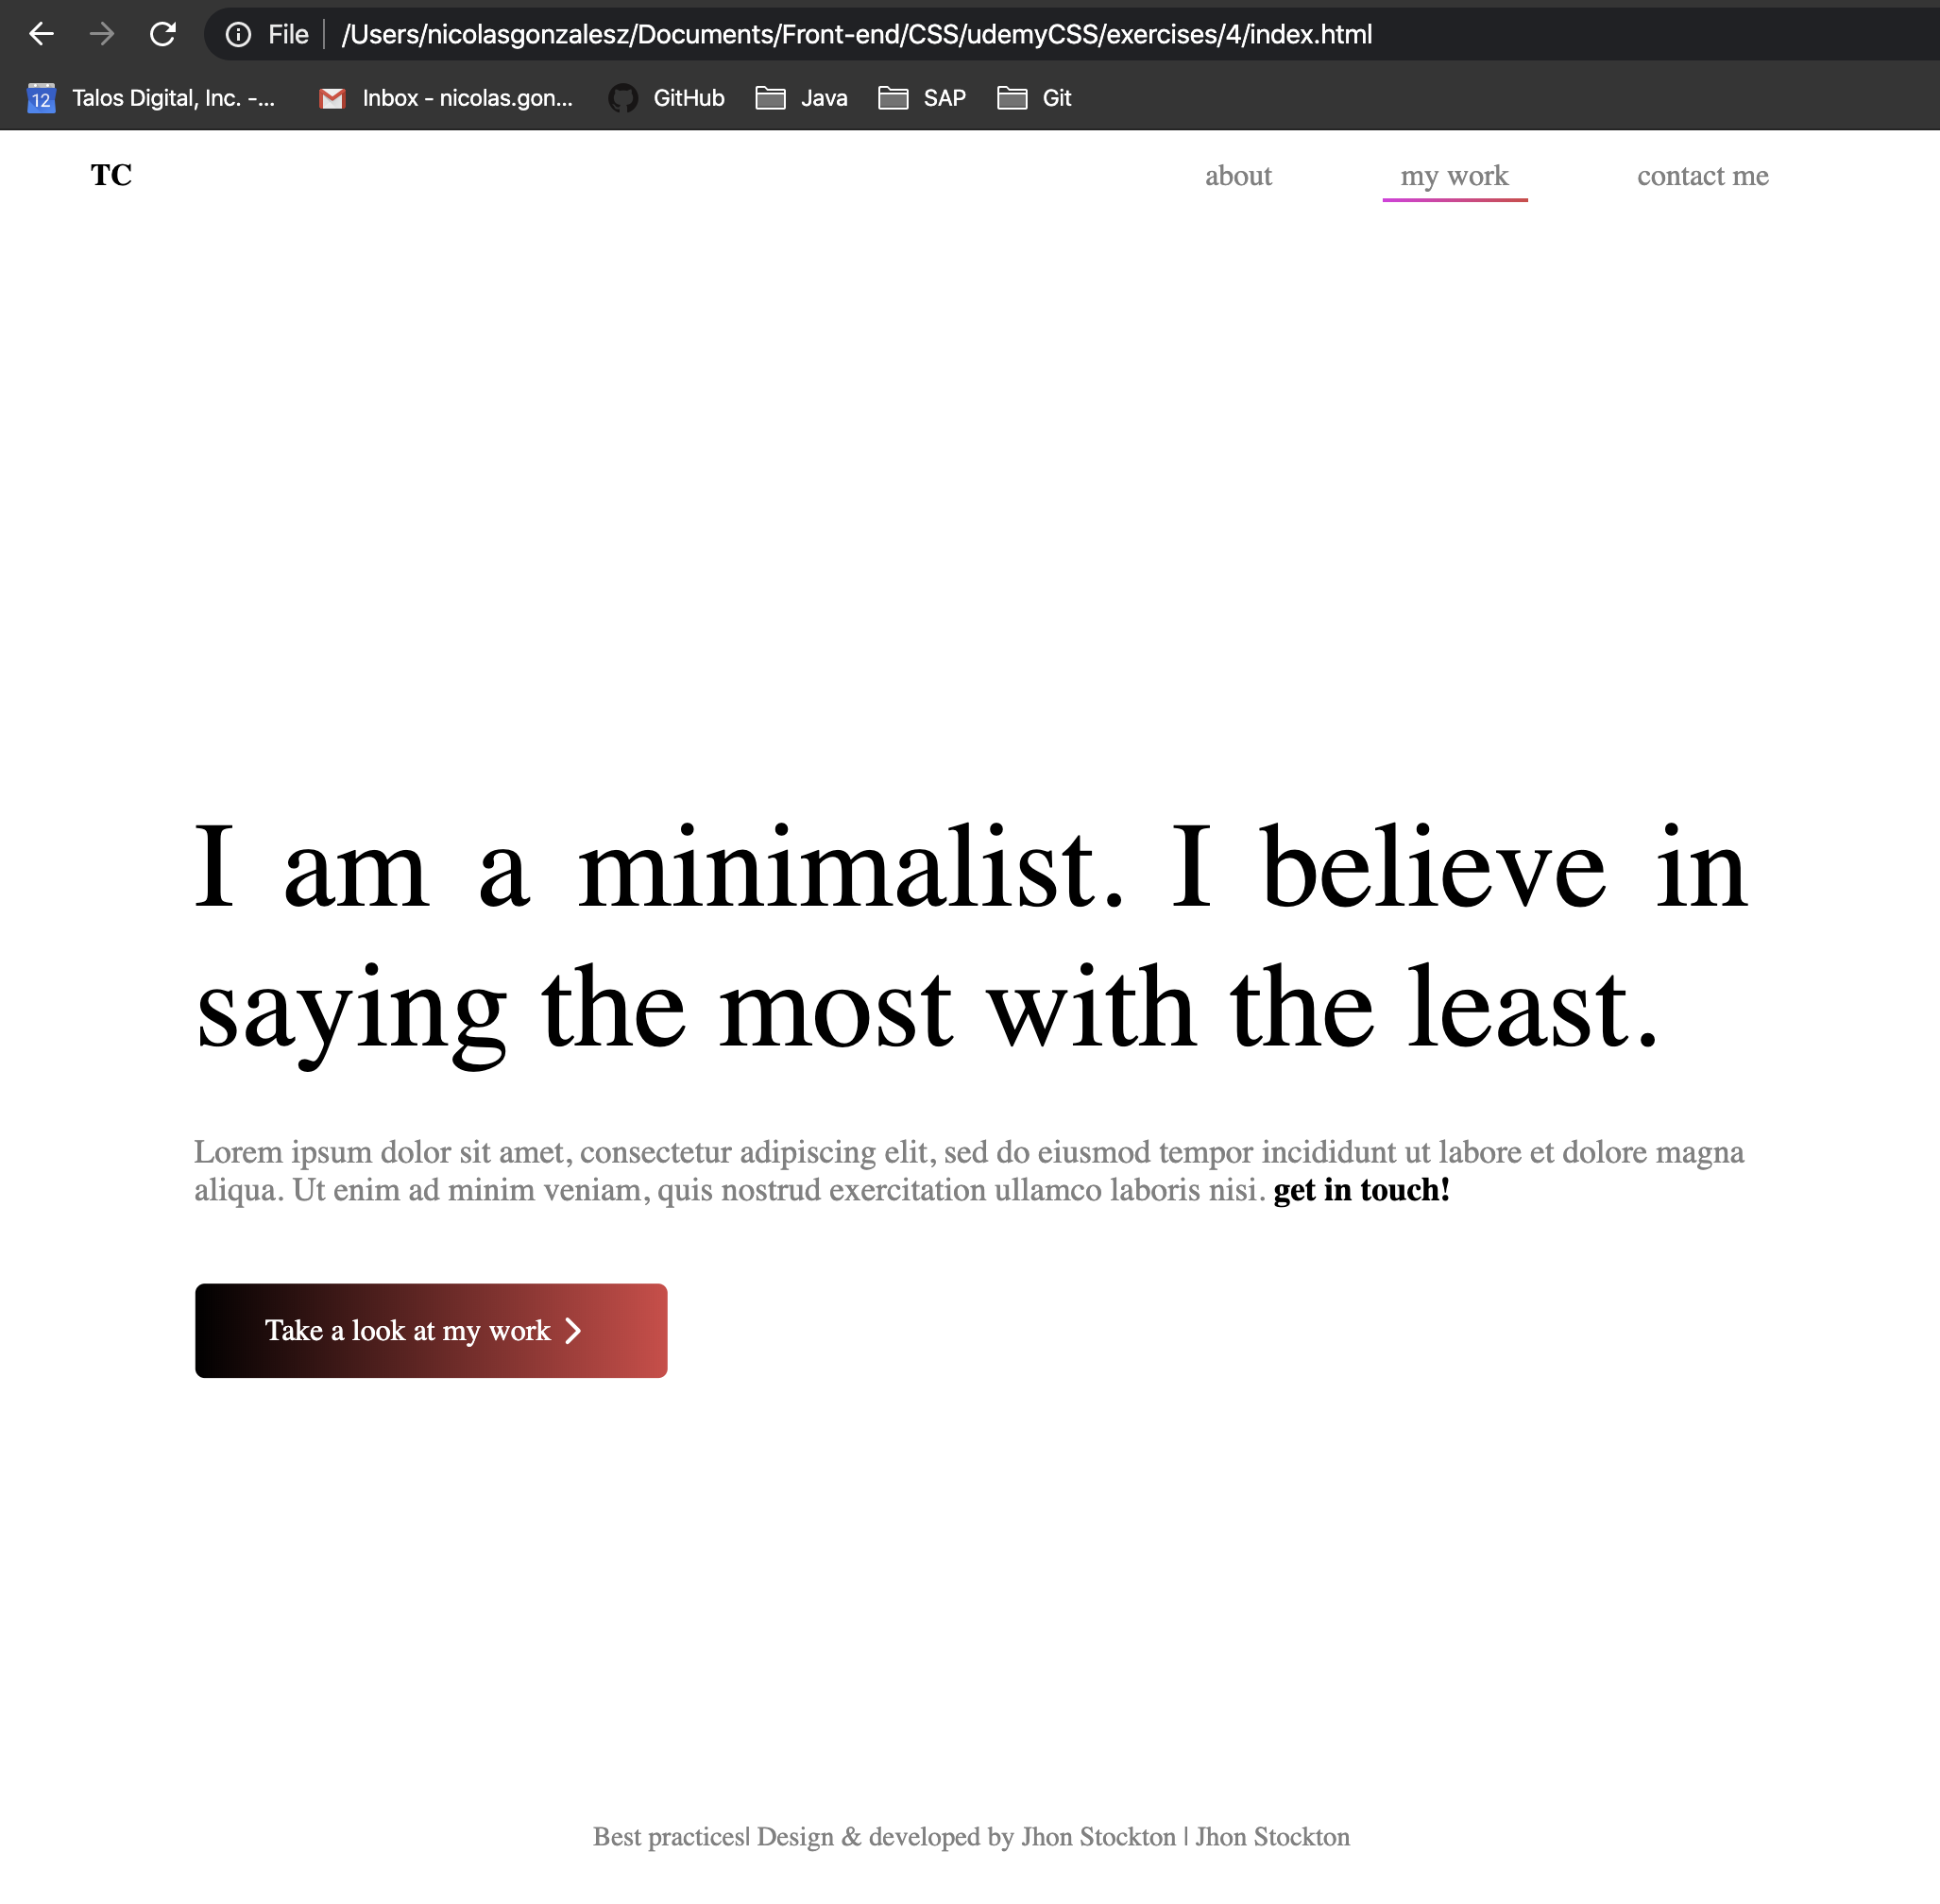 File /Users/nicolasgonzalesz/Documents/Front-end/CSS/udemyCSS/exercises/4/index.html
12 Talos Digital, Inc. -... Inbox - nicolas.gon... GitHub Java SAP Git
TC about my work contact me
I am a minimalist. I believe in
saying the most with the least.
Lorem ipsum dolor sit amet, consectetur adipiscing elit, sed do eiusmod tempor incididunt ut labore et dolore magna
aliqua. Ut enim ad minim veniam, quis nostrud exercitation ullamco laboris nisi. get in touch!
Take a look at my work
Best practices| Design & developed by Jhon Stockton | Jhon Stockton